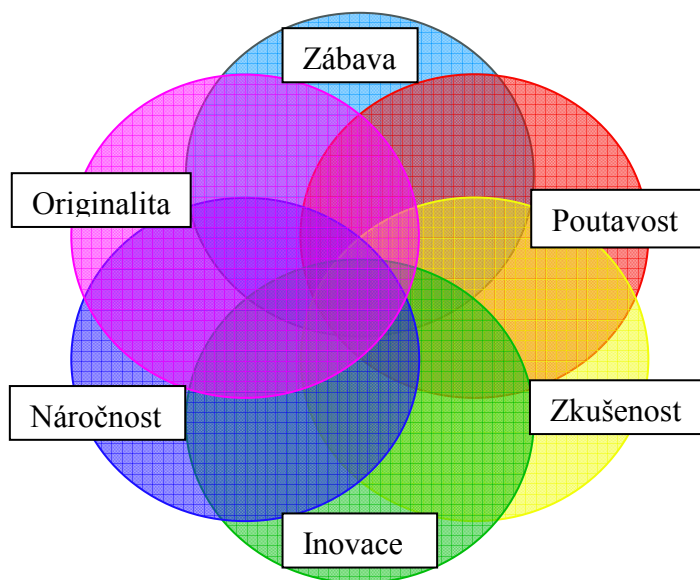 Zábava
Originalita
Poutavost
Náročnost
Zkušenost
Inovace